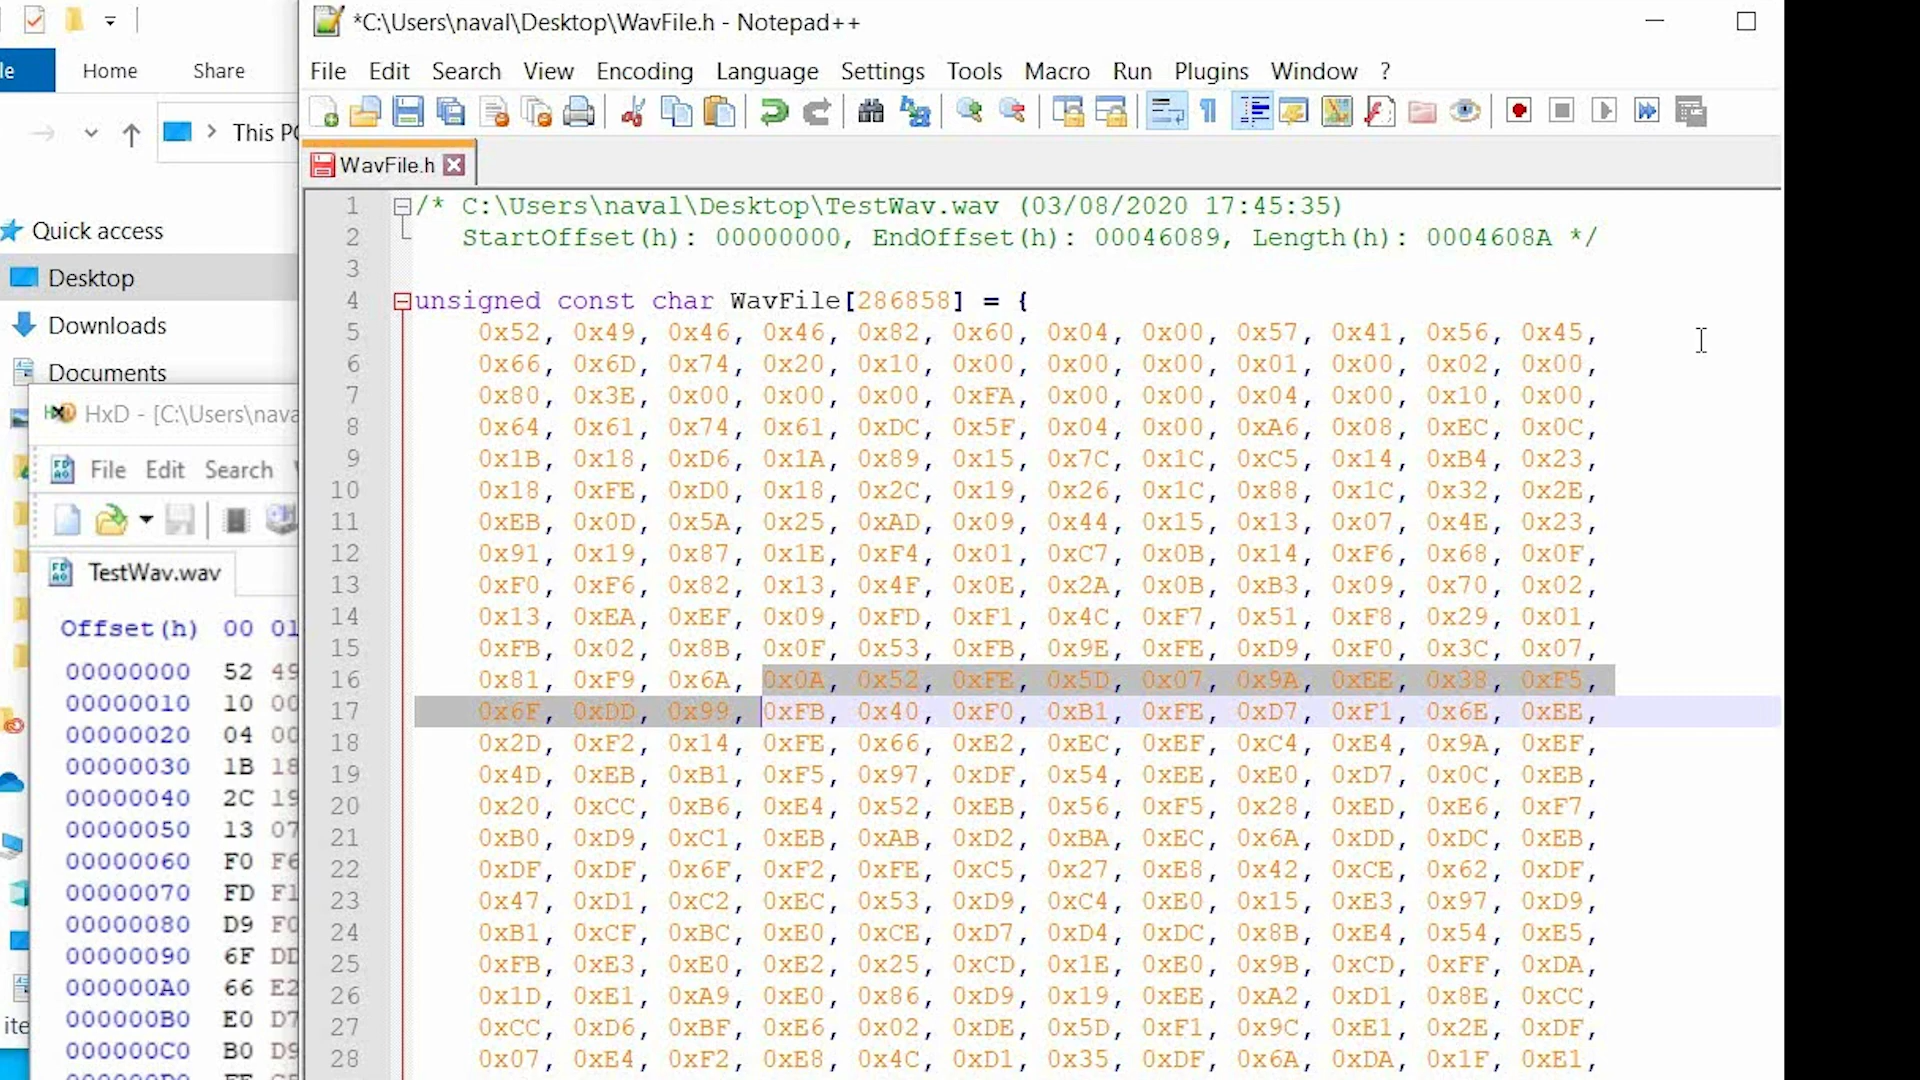 *C:\Users\naval\Desktop\WavFile.h - Notepad++
File Edit Search View Encoding Language Settings Tools Macro Run Plugins Window ?
WavFile.h
1 /* C:\Users\naval\Desktop\TestWav.wav (03/08/2020 17:45:35)
2 StartOffset(h): 00000000, EndOffset(h): 00046089, Length(h): 0004608A */
3
4 unsigned const char WavFile[286858] = {
5 0x52, 0x49, 0x46, 0x46, 0x82, 0x60, 0x04, 0x00, 0x57, 0x41, 0x56, 0x45,
6 0x66, 0x6D, 0x74, 0x20, 0x10, 0x00, 0x00, 0x00, 0x01, 0x00, 0x02, 0x00,
7 0x80, 0x3E, 0x00, 0x00, 0x00, 0xFA, 0x00, 0x00, 0x04, 0x00, 0x10, 0x00,
8 0x64, 0x61, 0x74, 0x61, 0xDC, 0x5F, 0x04, 0x00, 0xA6, 0x08, 0xEC, 0x0C,
9 0x1B, 0x18, 0xD6, 0x1A, 0x89, 0x15, 0x7C, 0x1C, 0xC5, 0x14, 0xB4, 0x23,
10 0x18, 0xFE, 0xD0, 0x18, 0x2C, 0x19, 0x26, 0x1C, 0x88, 0x1C, 0x32, 0x2E,
11 0xEB, 0x0D, 0x5A, 0x25, 0xAD, 0x09, 0x44, 0x15, 0x13, 0x07, 0x4E, 0x23,
12 0x91, 0x19, 0x87, 0x1E, 0xF4, 0x01, 0xC7, 0x0B, 0x14, 0xF6, 0x68, 0x0F,
13 0xF0, 0xF6, 0x82, 0x13, 0x4F, 0x0E, 0x2A, 0x0B, 0xB3, 0x09, 0x70, 0x02,
14 0x13, 0xEA, 0xEF, 0x09, 0xFD, 0xF1, 0x4C, 0xF7, 0x51, 0xF8, 0x29, 0x01,
15 0xFB, 0x02, 0x8B, 0x0F, 0x53, 0xFB, 0x9E, 0xFE, 0xD9, 0xF0, 0x3C, 0x07,
16 0x81, 0xF9, 0x6A, 0x0A, 0x52, 0xFE, 0x5D, 0x07, 0x9A, 0xEE, 0x38, 0xF5,
17 0x6F, 0xDD, 0x99, 0xFB, 0x40, 0xF0, 0xB1, 0xFE, 0xD7, 0xF1, 0x6E, 0xEE,
18 0x2D, 0xF2, 0x14, 0xFE, 0x66, 0xE2, 0xEC, 0xEF, 0xC4, 0xE4, 0x9A, 0xEF,
19 0x4D, 0xEB, 0xB1, 0xF5, 0x97, 0xDF, 0x54, 0xEE, 0xE0, 0xD7, 0x0C, 0xEB,
20 0x20, 0xCC, 0xB6, 0xE4, 0x52, 0xEB, 0x56, 0xF5, 0x28, 0xED, 0xE6, 0xF7,
21 0xB0, 0xD9, 0xC1, 0xEB, 0xAB, 0xD2, 0xBA, 0xEC, 0x6A, 0xDD, 0xDC, 0xEB,
22 0xDF, 0xDF, 0x6F, 0xF2, 0xFE, 0xC5, 0x27, 0xE8, 0x42, 0xCE, 0x62, 0xDF,
23 0x47, 0xD1, 0xC2, 0xEC, 0x53, 0xD9, 0xC4, 0xE0, 0x15, 0xE3, 0x97, 0xD9,
24 0xB1, 0xCF, 0xBC, 0xE0, 0xCE, 0xD7, 0xD4, 0xDC, 0x8B, 0xE4, 0x54, 0xE5,
25 0xFB, 0xE3, 0xE0, 0xE2, 0x25, 0xCD, 0x1E, 0xE0, 0x9B, 0xCD, 0xFF, 0xDA,
26 0x1D, 0xE1, 0xA9, 0xE0, 0x86, 0xD9, 0x19, 0xEE, 0xA2, 0xD1, 0x8E, 0xCC,
27 0xCC, 0xD6, 0xBF, 0xE6, 0x02, 0xDE, 0x5D, 0xF1, 0x9C, 0xE1, 0x2E, 0xDF,
28 0x07, 0xE4, 0xF2, 0xE8, 0x4C, 0xD1, 0x35, 0xDF, 0x6A, 0xDA, 0x1F, 0xE1,
le Home Share
This PC
Quick access
Desktop
Downloads
Documents
HxD - [C:\Users\nava
File Edit Search
TestWav.wav
Offset(h) 00 01
00000000 52 49
00000010 10 00
00000020 04 00
00000030 1B 18
00000040 2C 19
00000050 13 07
00000060 F0 F6
00000070 FD F1
00000080 D9 F0
00000090 6F DD
000000A0 66 E2
000000B0 E0 D7
000000C0 B0 D9
ite